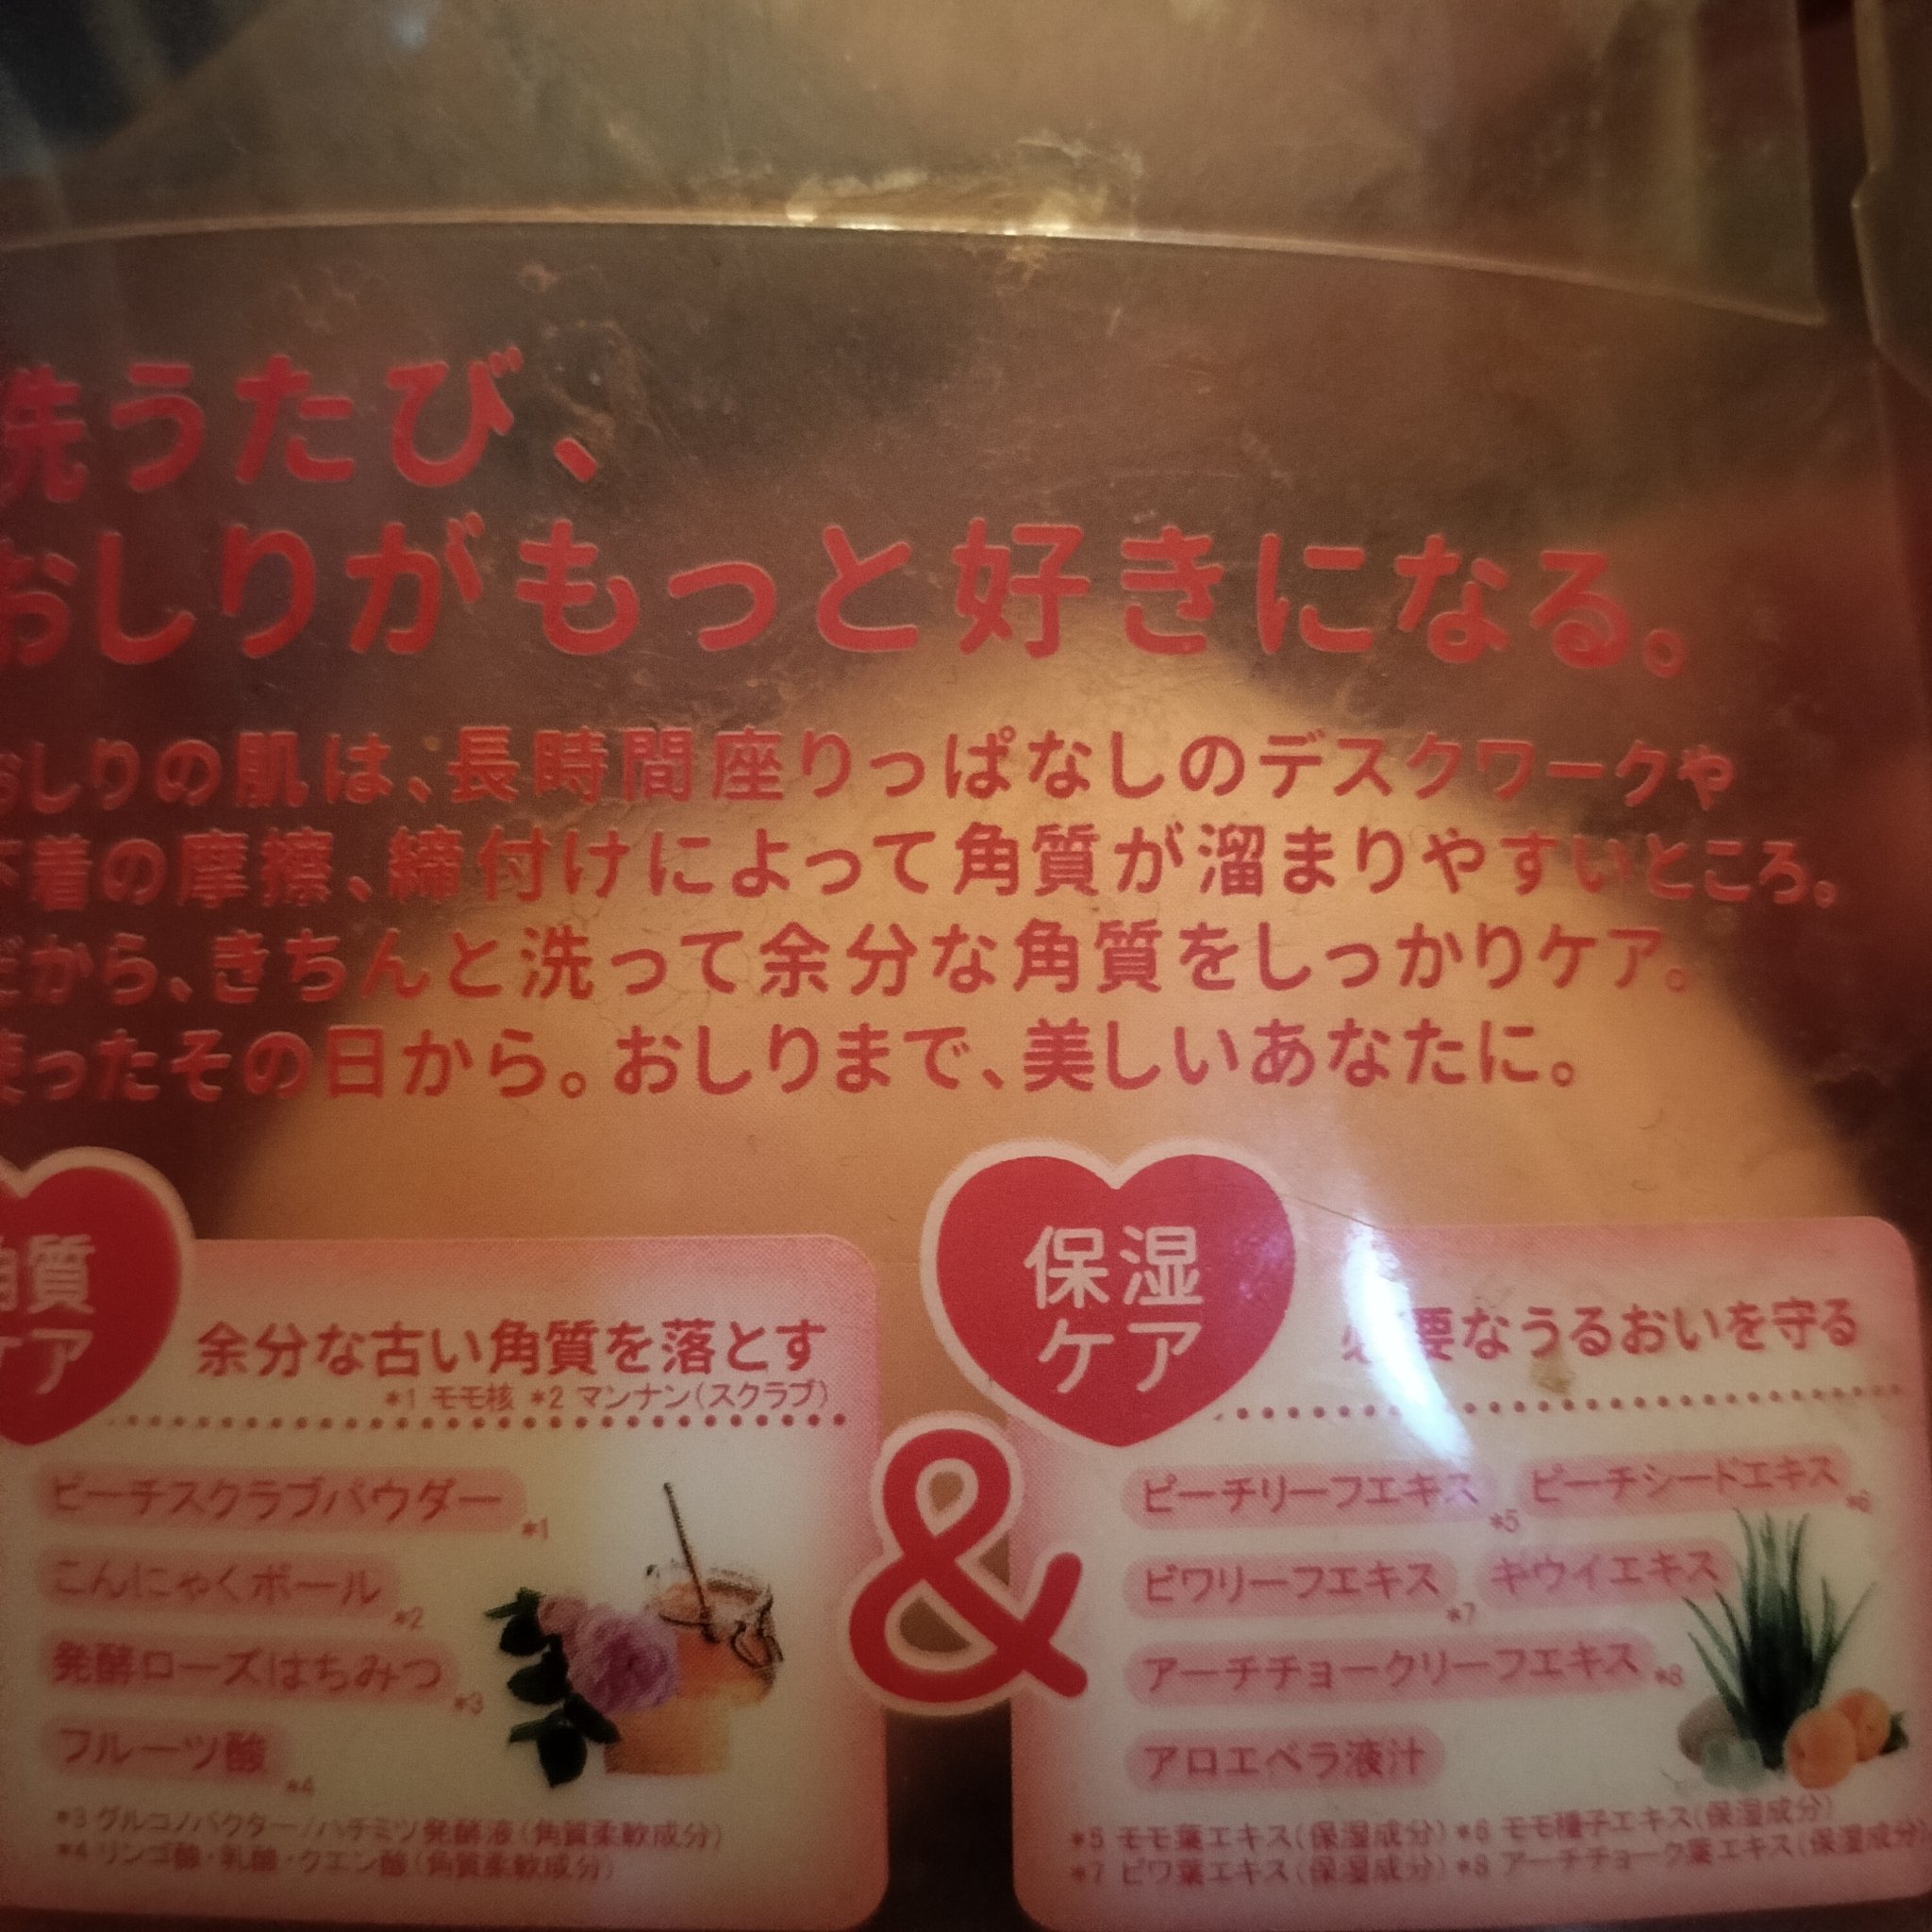 洗うたび、
おしりがもっと好きになる。
おしりの肌は、長時間座りっぱなしのデスクワークや
下着の摩擦、締付けによって角質が溜まりやすいところ。
だから、きちんと洗って余分な角質をしっかりケア。
使ったその日から。おしりまで、美しいあなたに。
角質
ケア
余分な古い角質を落とす
*1 モモ核 *2 マンナン(スクラブ)
ピーチスクラブパウダー*1
こんにゃくボール*2
発酵ローズはちみつ*3
フルーツ酸*4
*3 グルコノバクター/ハチミツ発酵液(角質柔軟成分)
*4 リンゴ酸・乳酸・クエン酸(角質柔軟成分)
&
保湿
ケア
必要なうるおいを守る
ピーチリーフエキス*5 ピーチシードエキス*6
ビワリーフエキス*7 キウイエキス
アーチチョークリーフエキス*8
アロエベラ液汁
*5 モモ葉エキス(保湿成分) *6 モモ種子エキス(保湿成分)
*7 ビワ葉エキス(保湿成分) *8 アーチチョーク葉エキス(保湿成分)